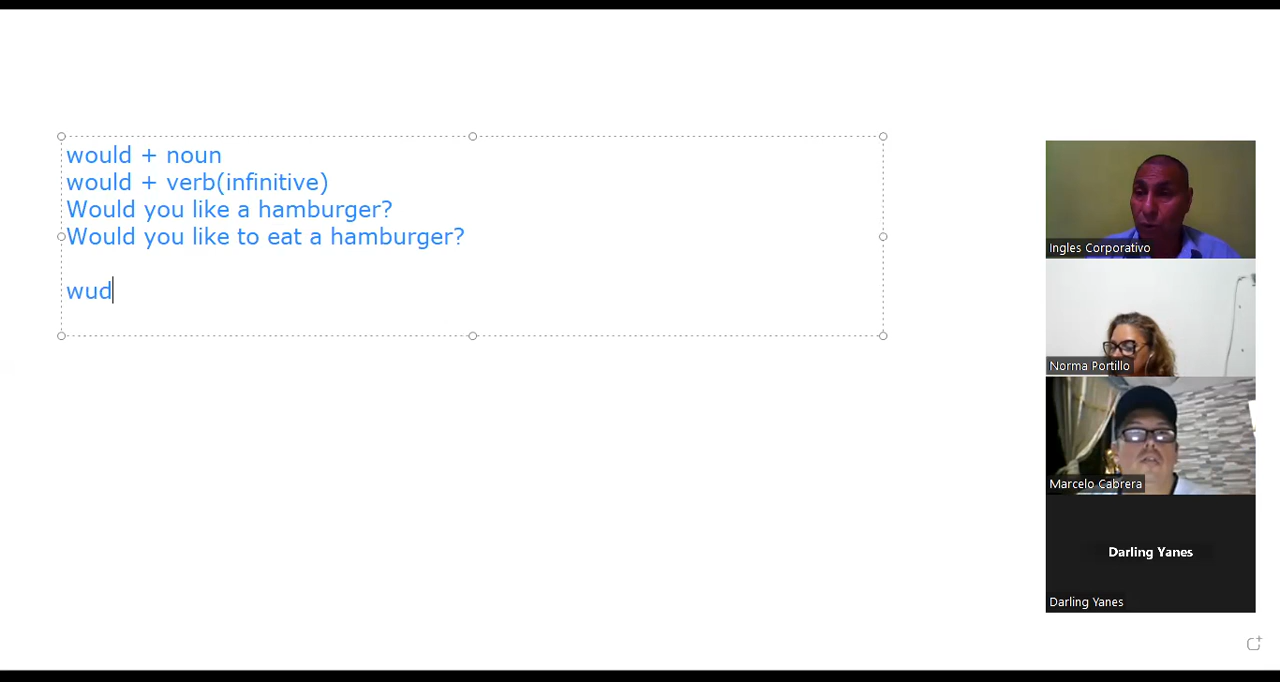 would + noun
would + verb(infinitive)
Would you like a hamburger?
Would you like to eat a hamburger?
wud
Ingles Corporativo
Norma Portillo
Marcelo Cabrera
Darling Yanes
Darling Yanes